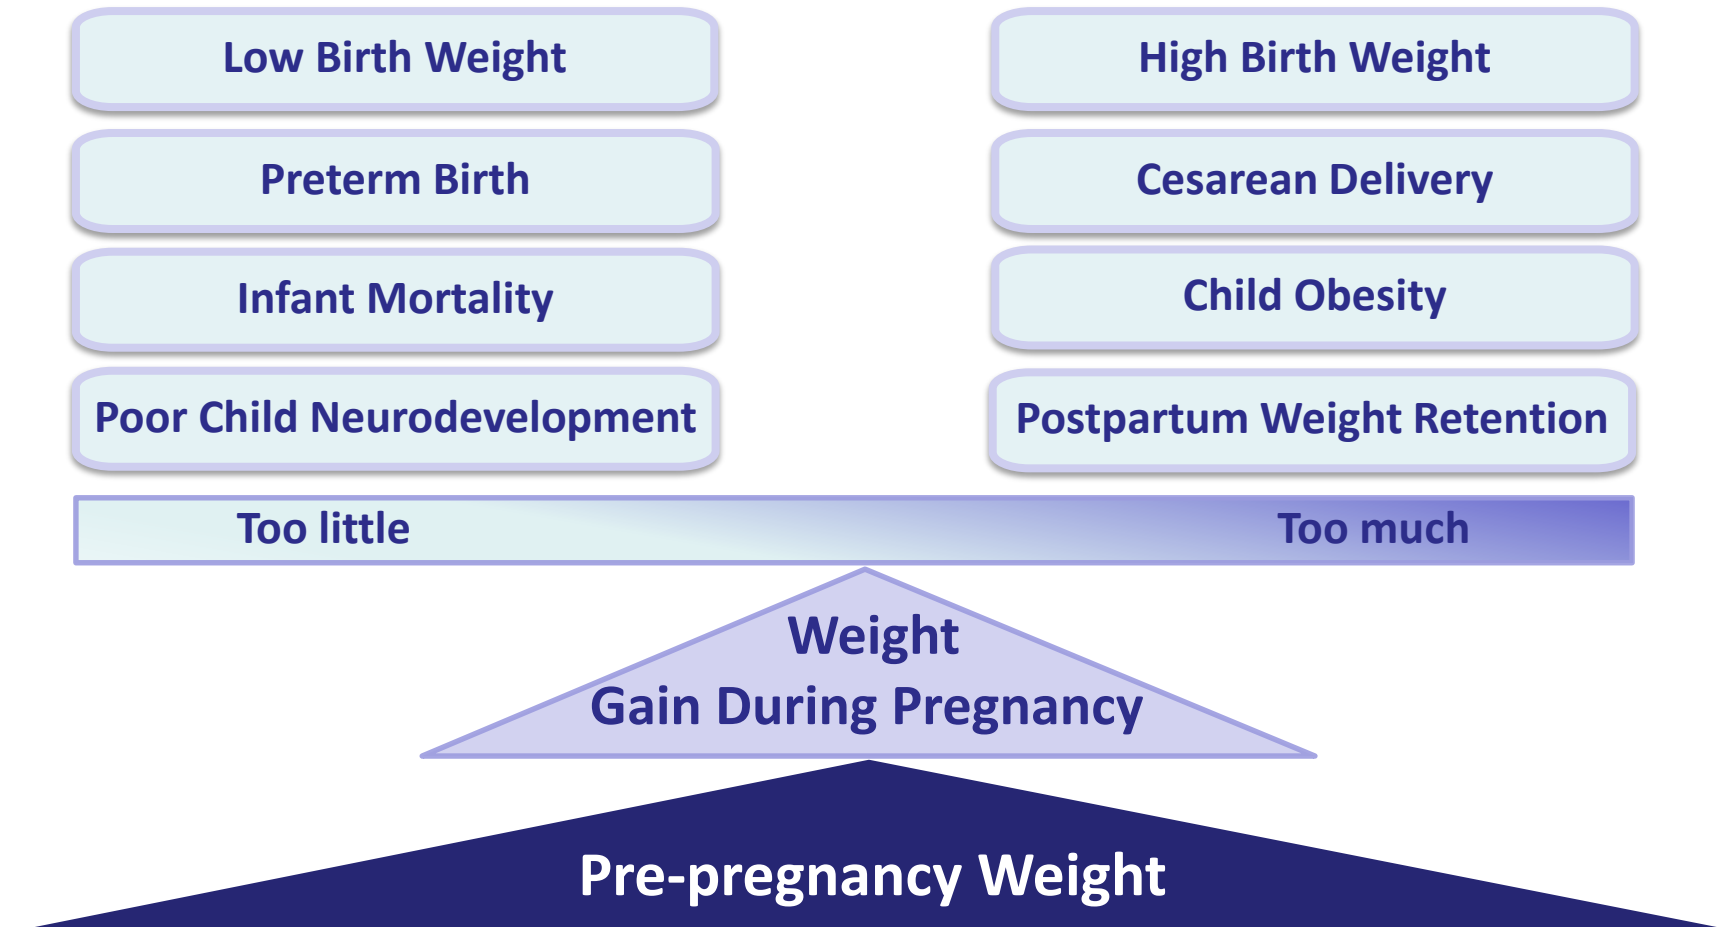 Low Birth Weight
High Birth Weight
Preterm Birth
Cesarean Delivery
Infant Mortality
Child Obesity
Poor Child Neurodevelopment
Postpartum Weight Retention
Too little
Too much
Weight
Gain During Pregnancy
Pre-pregnancy Weight